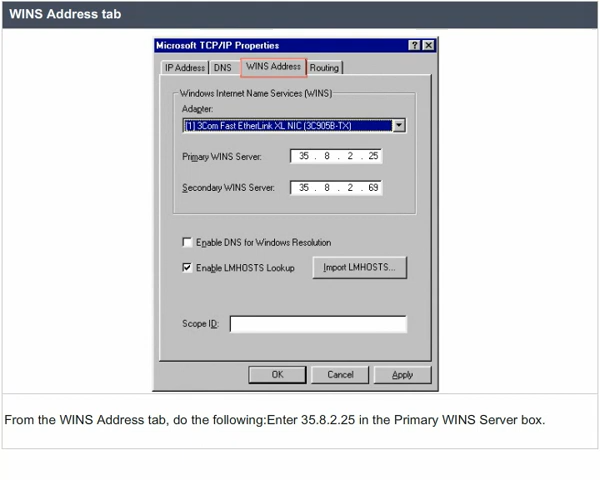 WINS Address tab
Microsoft TCP/IP Properties
IP Address DNS WINS Address Routing
Windows Internet Name Services (WINS)
Adapter:
[1] 3Com Fast EtherLink XL NIC (3C905B-TX)
Primary WINS Server: 35 . 8 . 2 . 25
Secondary WINS Server: 35 . 8 . 2 . 69
Enable DNS for Windows Resolution
Enable LMHOSTS Lookup Import LMHOSTS...
Scope ID:
OK Cancel Apply
From the WINS Address tab, do the following:Enter 35.8.2.25 in the Primary WINS Server box.